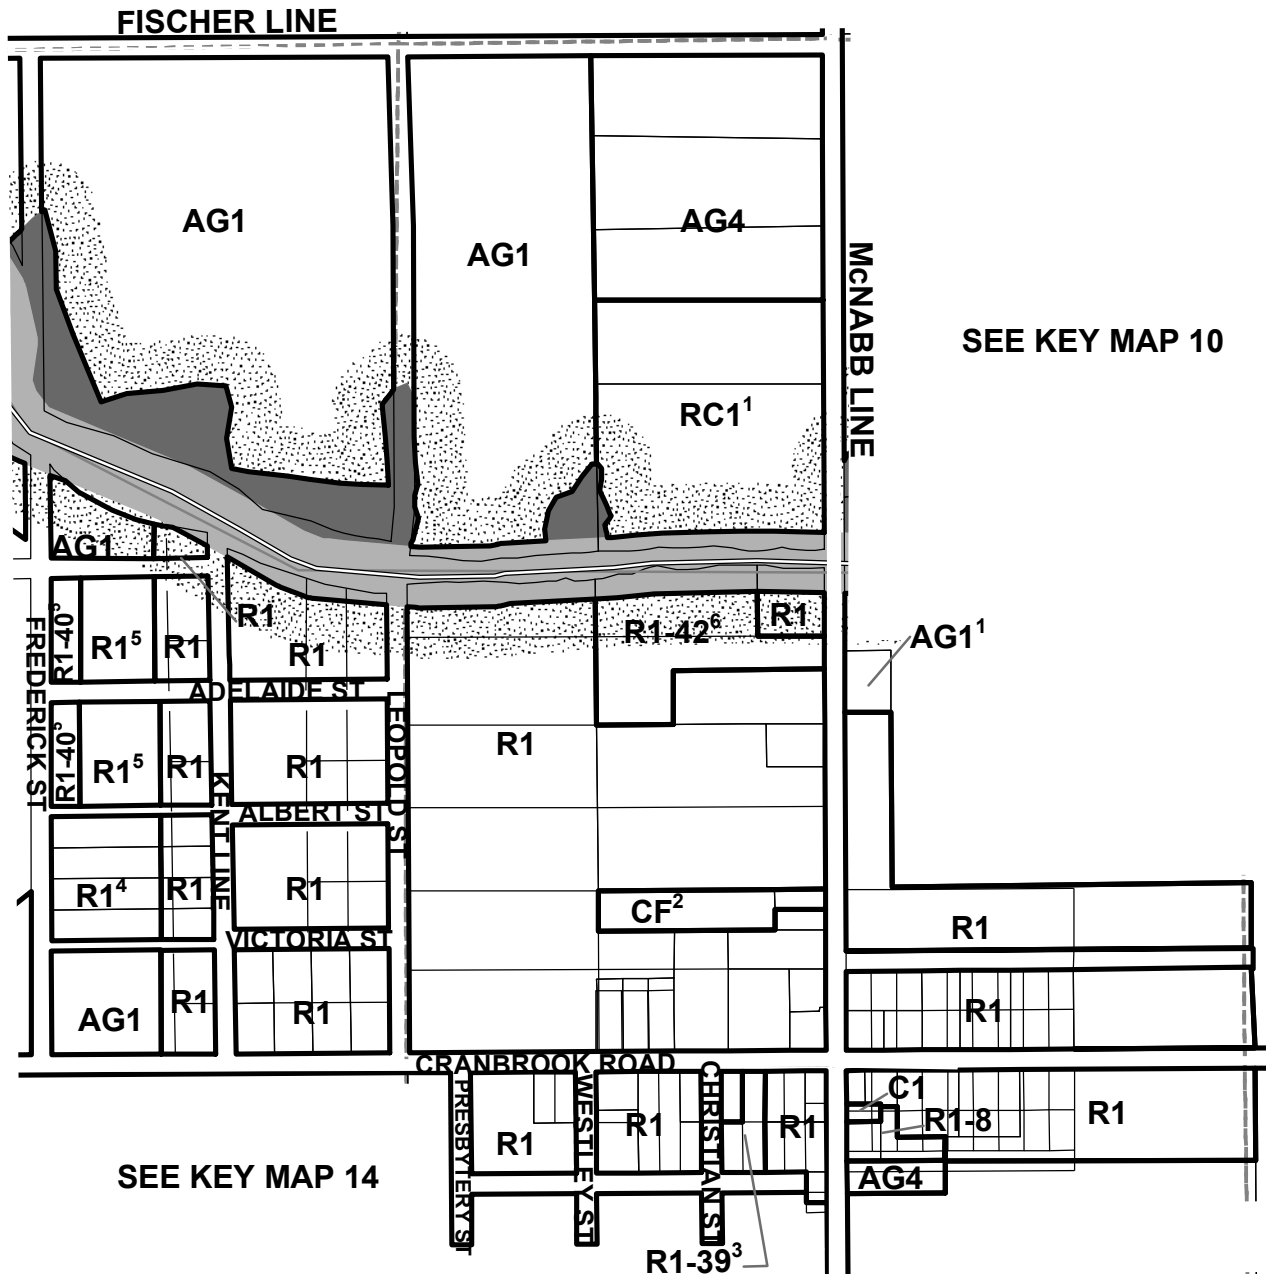 FISCHER LINE
AG1
AG1
AG4
McNABB LINE
SEE KEY MAP 10
RC1¹
AG1
R1
R1-42⁶
R1
AG1¹
FREDERICK ST
R1-40⁵
R1⁵
R1
R1
ADELAIDE ST
LEOPOLD ST
R1-40⁵
R1⁵
R1
R1
R1
KENT LINE
ALBERT ST
R1⁴
R1
R1
CF²
R1
VICTORIA ST
AG1
R1
R1
R1
CRANBROOK ROAD
PRESBYTERY ST
WESTLEY ST
CHRISTIAN ST
R1
R1
R1
C1
R1-8
R1
AG4
SEE KEY MAP 14
R1-39³